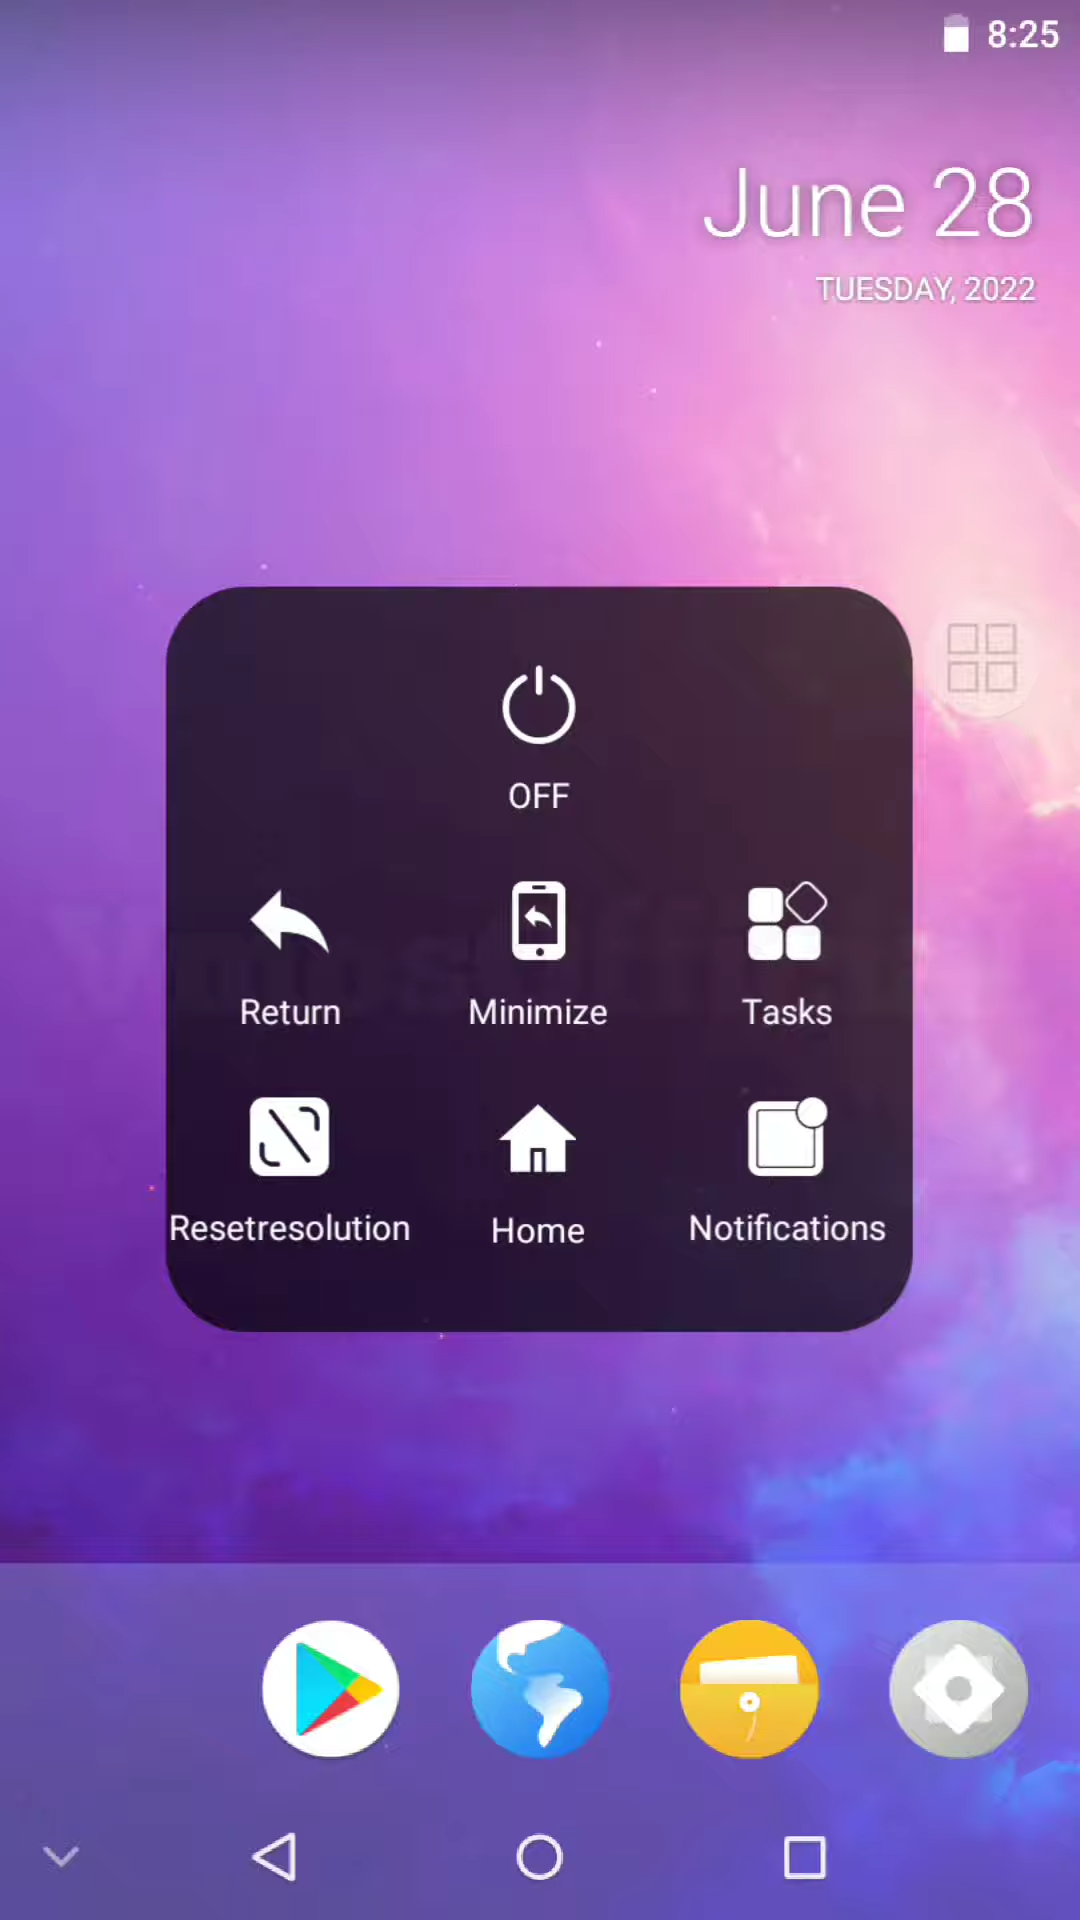 8:25
June 28
TUESDAY, 2022
OFF
Return
Minimize
Tasks
Resetresolution
Home
Notifications